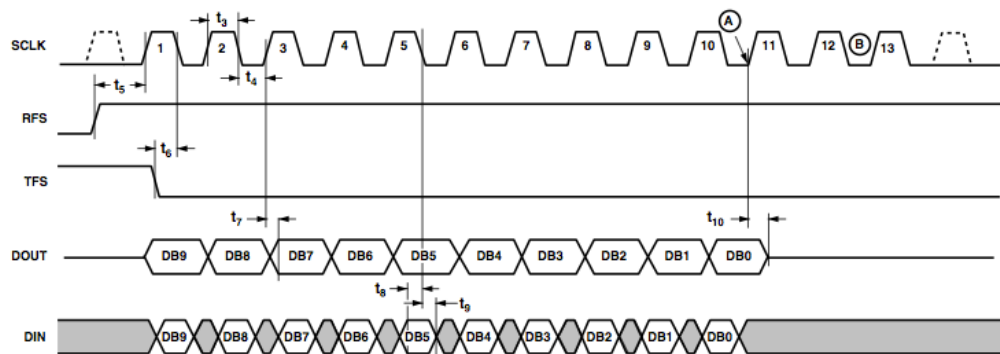 t3 A
SCLK 1 2 3 4 5 6 7 8 9 10 11 12 B 13
t4
t5
RFS
t6
TFS
t7 t10
DOUT DB9 DB8 DB7 DB6 DB5 DB4 DB3 DB2 DB1 DB0
t8
t9
DIN DB9 DB8 DB7 DB6 DB5 DB4 DB3 DB2 DB1 DB0